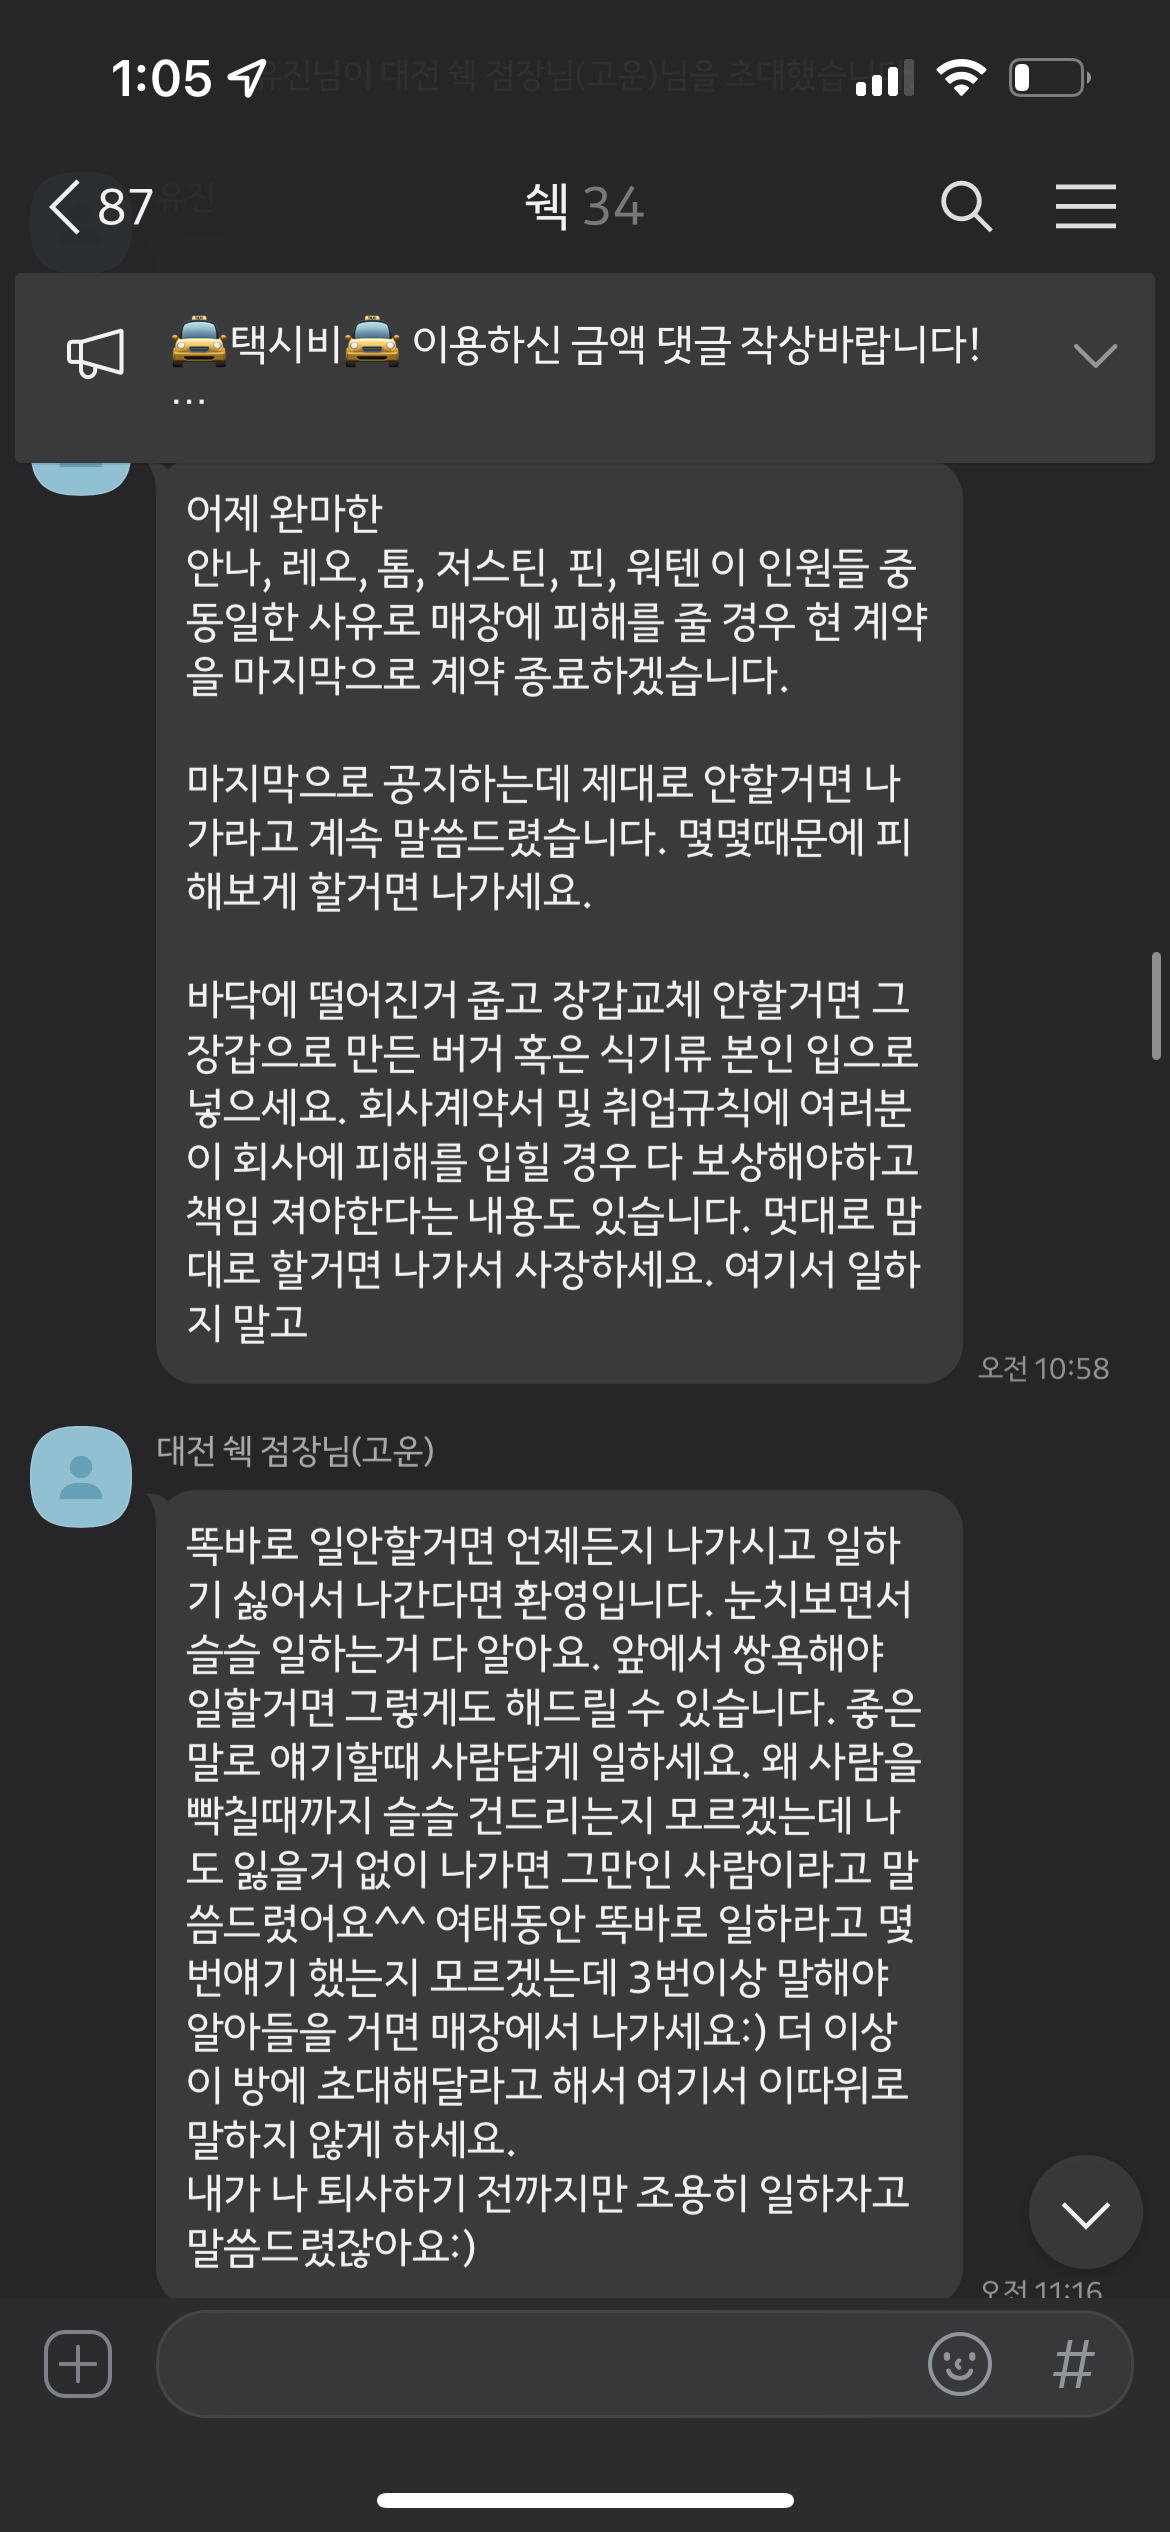 1:05
유진님이 대전 쉑 점장님(고운)님을 초대했습니다
87
유진
쉑 34
🚖택시비🚖 이용하신 금액 댓글 작상바랍니다!
...
어제 완마한
안나, 레오, 톰, 저스틴, 핀, 워텐 이 인원들 중
동일한 사유로 매장에 피해를 줄 경우 현 계약
을 마지막으로 계약 종료하겠습니다.
마지막으로 공지하는데 제대로 안할거면 나
가라고 계속 말씀드렸습니다. 몇몇때문에 피
해보게 할거면 나가세요.
바닥에 떨어진거 줍고 장갑교체 안할거면 그
장갑으로 만든 버거 혹은 식기류 본인 입으로
넣으세요. 회사계약서 및 취업규칙에 여러분
이 회사에 피해를 입힐 경우 다 보상해야하고
책임 져야한다는 내용도 있습니다. 멋대로 맘
대로 할거면 나가서 사장하세요. 여기서 일하
지 말고
오전 10:58
대전 쉑 점장님(고운)
똑바로 일안할거면 언제든지 나가시고 일하
기 싫어서 나간다면 환영입니다. 눈치보면서
슬슬 일하는거 다 알아요. 앞에서 쌍욕해야
일할거면 그렇게도 해드릴 수 있습니다. 좋은
말로 얘기할때 사람답게 일하세요. 왜 사람을
빡칠때까지 슬슬 건드리는지 모르겠는데 나
도 잃을거 없이 나가면 그만인 사람이라고 말
씀드렸어요^^ 여태동안 똑바로 일하라고 몇
번얘기 했는지 모르겠는데 3번이상 말해야
알아들을 거면 매장에서 나가세요:) 더 이상
이 방에 초대해달라고 해서 여기서 이따위로
말하지 않게 하세요.
내가 나 퇴사하기 전까지만 조용히 일하자고
말씀드렸잖아요:)
오전 11:16
#